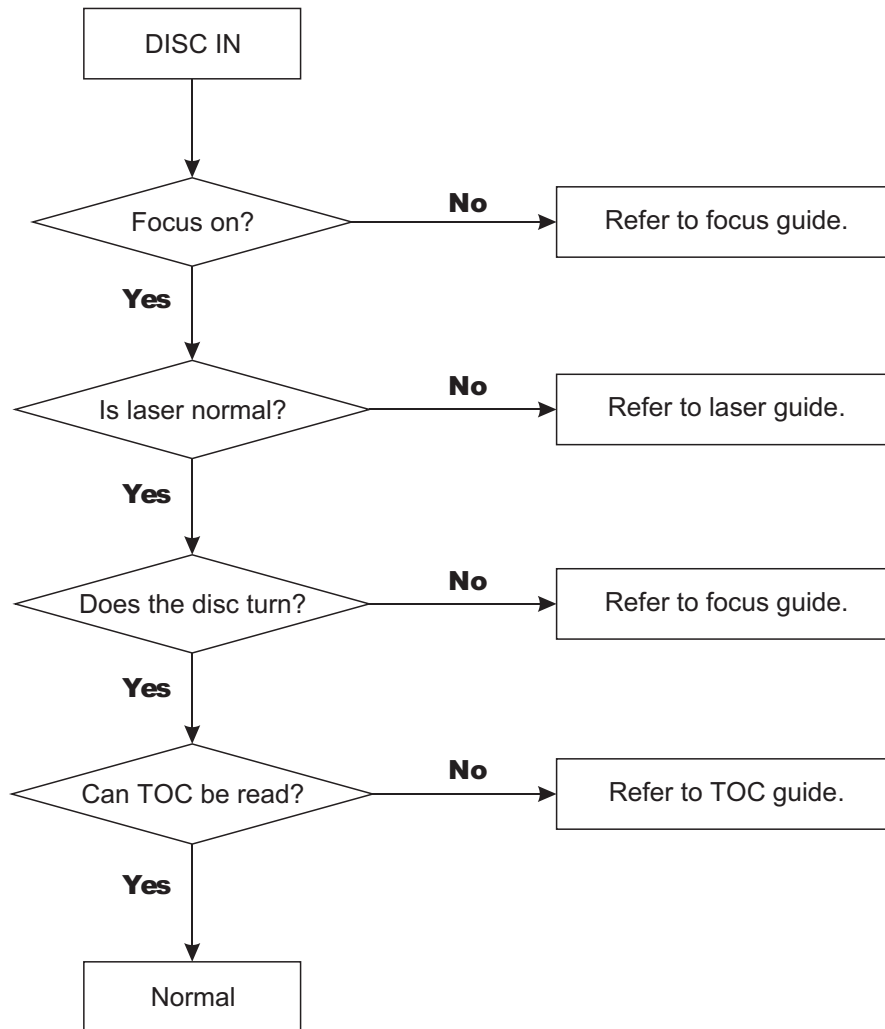 DISC IN
Focus on?
No
Refer to focus guide.
Yes
Is laser normal?
No
Refer to laser guide.
Yes
Does the disc turn?
No
Refer to focus guide.
Yes
Can TOC be read?
No
Refer to TOC guide.
Yes
Normal